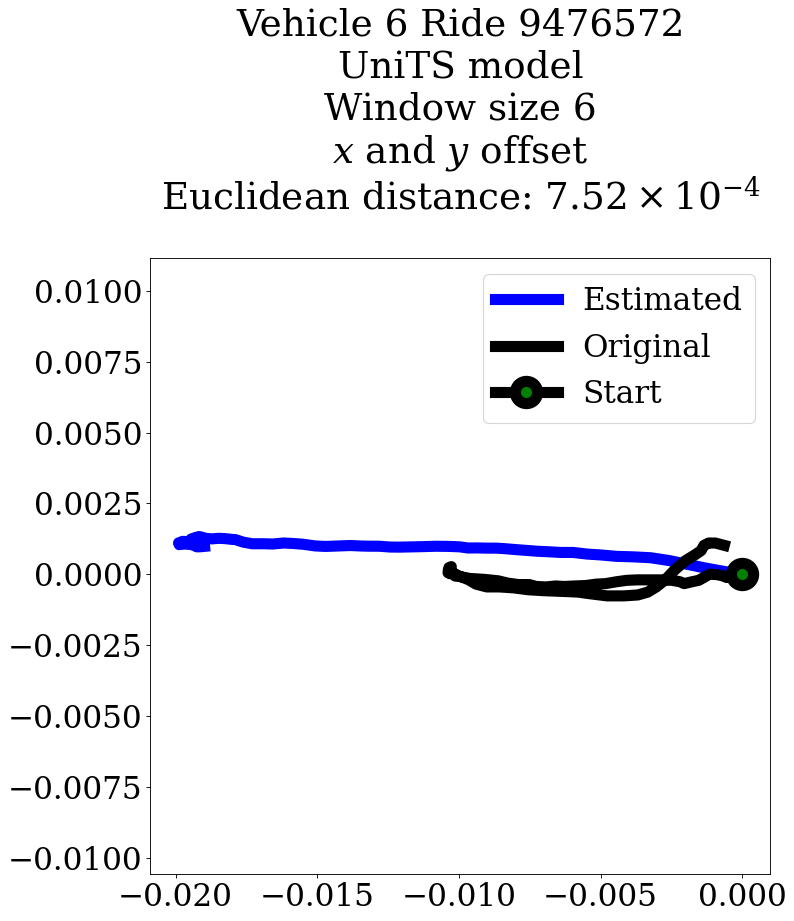 Vehicle 6 Ride 9476572
UniTS model
Window size 6
x and y offset
Euclidean distance: 7.52 × 10⁻⁴
Estimated
Original
Start
0.0100
0.0075
0.0050
0.0025
0.0000
−0.0025
−0.0050
−0.0075
−0.0100
−0.020 −0.015 −0.010 −0.005 0.000